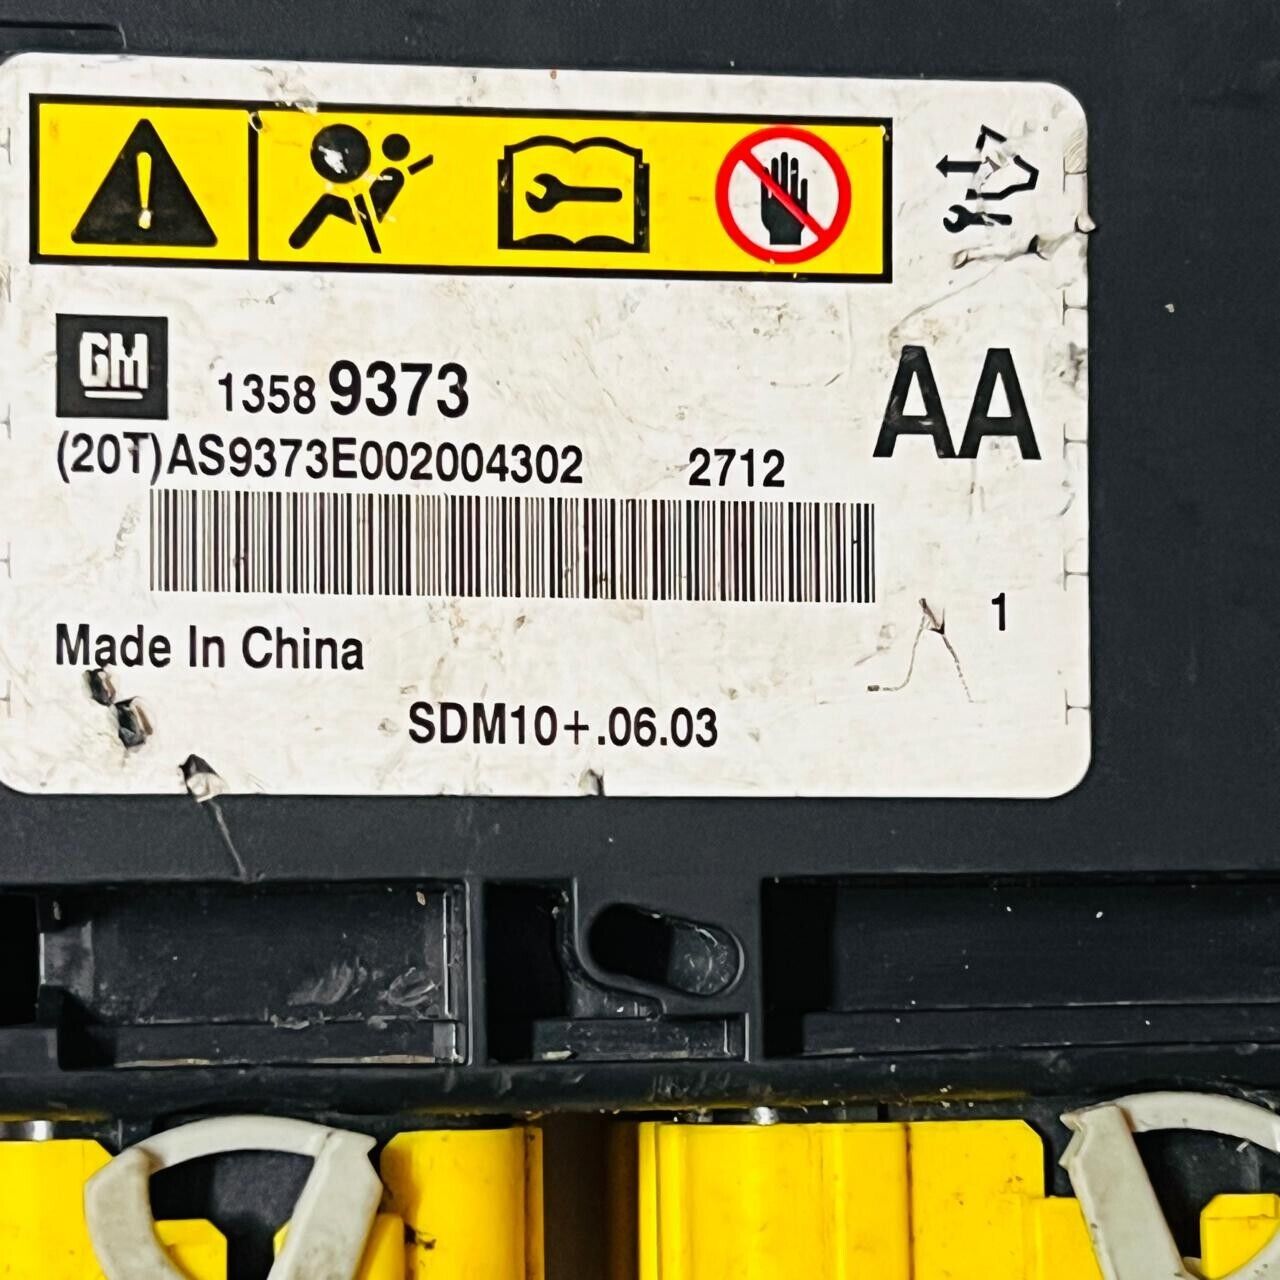 GM
1358 9373
AA
(20T)AS9373E002004302 2712
Made In China
1
SDM10+.06.03